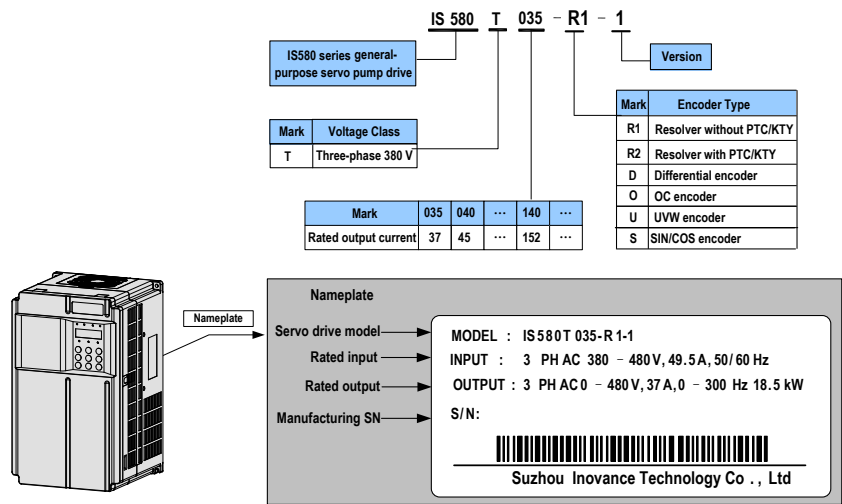 IS 580 T 035 - R1 - 1
IS580 series general-
purpose servo pump drive
Version
Mark Voltage Class
T Three-phase 380 V
Mark Encoder Type
R1 Resolver without PTC/KTY
R2 Resolver with PTC/KTY
D Differential encoder
O OC encoder
U UVW encoder
S SIN/COS encoder
Mark 035 040 ··· 140 ···
Rated output current 37 45 ··· 152 ···
Nameplate
Nameplate
Servo drive model
Rated input
Rated output
Manufacturing SN
MODEL : IS580T 035-R1-1
INPUT : 3 PH AC 380 - 480V, 49.5A, 50/60 Hz
OUTPUT : 3 PH AC 0 - 480V, 37A, 0 - 300 Hz 18.5 kW
S/N:
Suzhou Inovance Technology Co ., Ltd